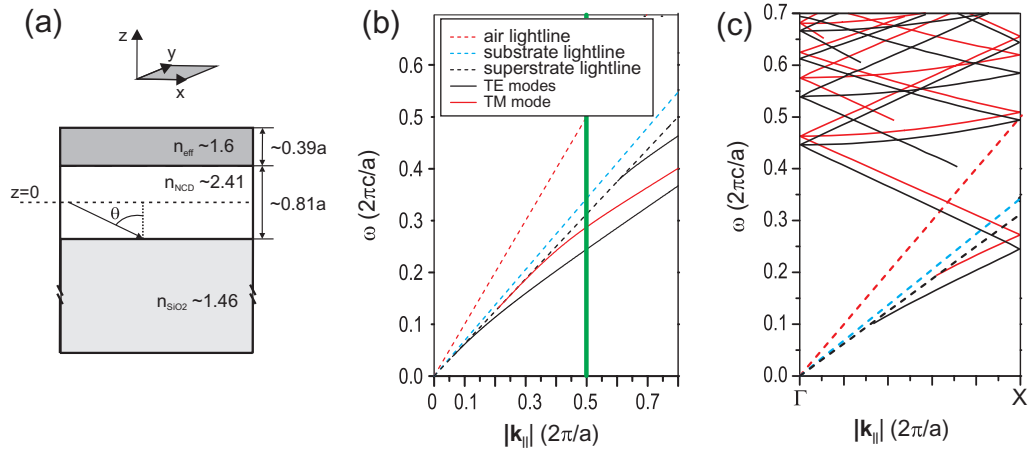 (a)
z
y
x
n_eff ~1.6
~0.39a
n_NCD ~2.41
z=0
~0.81a
θ
n_SiO2 ~1.46
(b)
air lightline
substrate lightline
superstrate lightline
TE modes
TM mode
ω (2πc/a)
0.6
0.5
0.4
0.3
0.2
0.1
0.0
0 0.1 0.3 0.5 0.7
|k_||| (2π/a)
(c)
ω (2πc/a)
0.7
0.6
0.5
0.4
0.3
0.2
0.1
0.0
Γ X
|k_||| (2π/a)